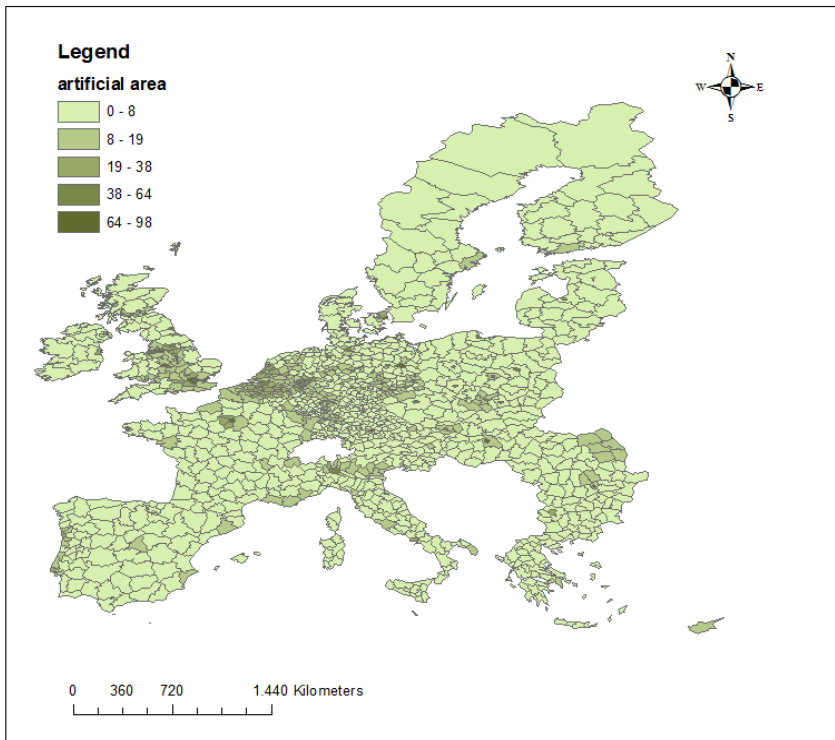 Legend
artificial area
0 - 8
8 - 19
19 - 38
38 - 64
64 - 98
N
W E
S
0 360 720 1.440 Kilometers